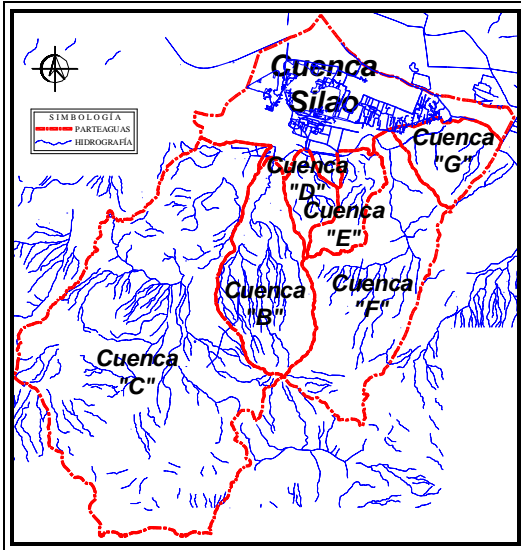 Cuenca
Silao
SIMBOLOGÍA
PARTEAGUAS
HIDROGRAFÍA
Cuenca
"G"
Cuenca
"D"
Cuenca
"E"
Cuenca
"B"
Cuenca
"F"
Cuenca
"C"